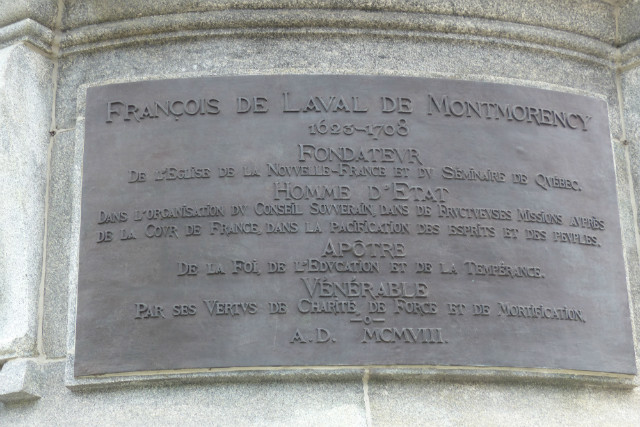 FRANÇOIS DE LAVAL DE MONTMORENCY
1623-1708
FONDATEVR
DE L'EGLISE DE LA NOVVELLE-FRANCE ET DV SÉMINAIRE DE QVÉBEC.
HOMME D'ETAT
DANS L'ORGANISATION DV CONSEIL SOVVERAIN, DANS DE FRVCTVEVSES MISSIONS AVPRÈS
DE LA COVR DE FRANCE, DANS LA PACIFICATION DES ESPRITS ET DES PEVPLES.
APÔTRE
DE LA FOI, DE L'EDVCATION ET DE LA TEMPÉRANCE.
VÉNÉRABLE
PAR SES VERTVS DE CHARITÉ, DE FORCE ET DE MORTIFICATION.
A.D. MCMVIII.